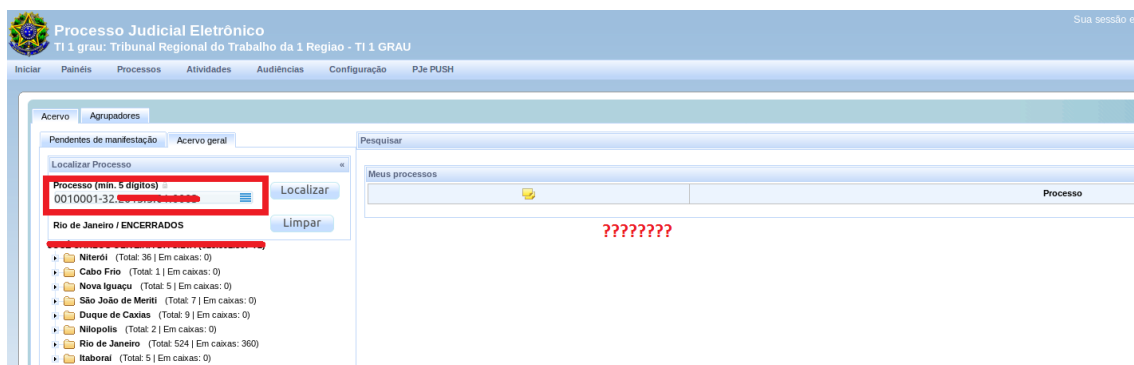 Sua sessão e
Processo Judicial Eletrônico
TI 1 grau: Tribunal Regional do Trabalho da 1 Regiao - TI 1 GRAU
Iniciar Painéis Processos Atividades Audiências Configuração PJe PUSH
Acervo Agrupadores
Pendentes de manifestação Acervo geral Pesquisar
Localizar Processo «
Meus processos
Processo (mín. 5 dígitos)
Localizar
0010001-32.
Processo
Rio de Janeiro / ENCERRADOS
Limpar
????????
Niterói (Total: 36 | Em caixas: 0)
Cabo Frio (Total: 1 | Em caixas: 0)
Nova Iguaçu (Total: 5 | Em caixas: 0)
São João de Meriti (Total: 7 | Em caixas: 0)
Duque de Caxias (Total: 9 | Em caixas: 0)
Nilopolis (Total: 2 | Em caixas: 0)
Rio de Janeiro (Total: 524 | Em caixas: 360)
Itaboraí (Total: 5 | Em caixas: 0)